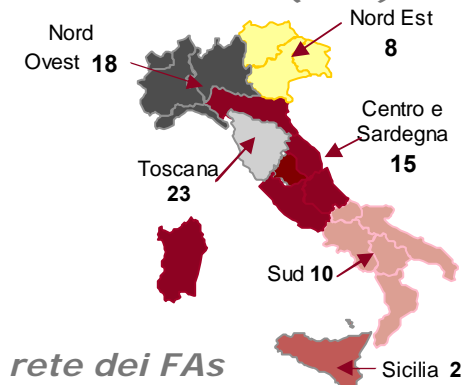 Nord Est
8
Nord
Ovest 18
Centro e
Sardegna
15
Toscana
23
Sud 10
Sicilia 2
rete dei FAs